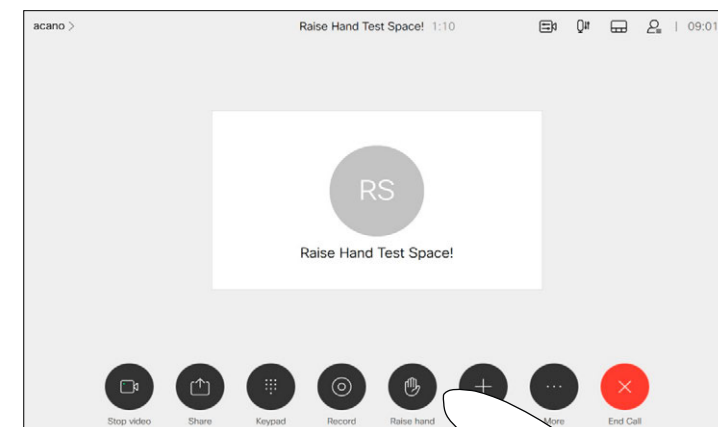 acano >
Raise Hand Test Space! 1:10
| 09:01
RS
Raise Hand Test Space!
Stop video Share Keypad Record Raise hand More End Call